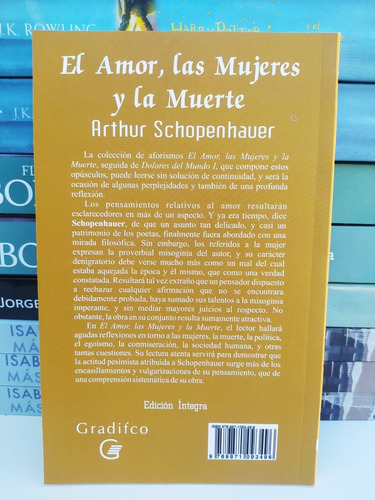 J.K. ROWLING
HARRY POTTER
y el
J.K.
FL
JORGE
ISABE
MÁS
ISAB
MÁS
El Amor, las Mujeres
y la Muerte
Arthur Schopenhauer
La colección de aforismos El Amor, las Mujeres y la
Muerte, seguida de Dolores del Mundo I, que compone estos
opúsculos, puede leerse sin solución de continuidad, y será la
ocasión de algunas perplejidades y también de una profunda
reflexión.
Los pensamientos relativos al amor resultarán
esclarecedores en más de un aspecto. Y ya era tiempo, dice
Schopenhauer, de que un asunto tan delicado, y casi un
patrimonio de los poetas, finalmente fuera abordado con una
mirada filosófica. Sin embargo, los referidos a la mujer
expresan la proverbial misoginia del autor, y su carácter
denigratorio debe verse mucho más como un mal del cual
estaba aquejada la época y él mismo, que como una verdad
constatada. Resultará tal vez extraño que un pensador dispuesto
a rechazar cualquier afirmación que no se encontrara
debidamente probada, haya sumado sus talentos a la misoginia
imperante, y sin mediar mayores juicios al respecto. No
obstante, la obra en su conjunto resulta sumamente atractiva.
En El Amor, las Mujeres y la Muerte, el lector hallará
agudas reflexiones en torno a las mujeres, la muerte, la política,
el egoísmo, la conmiseración, la sociedad humana, y otras
tantas cuestiones. Su lectura atenta servirá para demostrar que
la actitud pesimista atribuida a Schopenhauer surge más de los
encasillamientos y vulgarizaciones de su pensamiento, que de
una comprensión sistemática de su obra.
Edición Íntegra
Gradifco
9789871093496